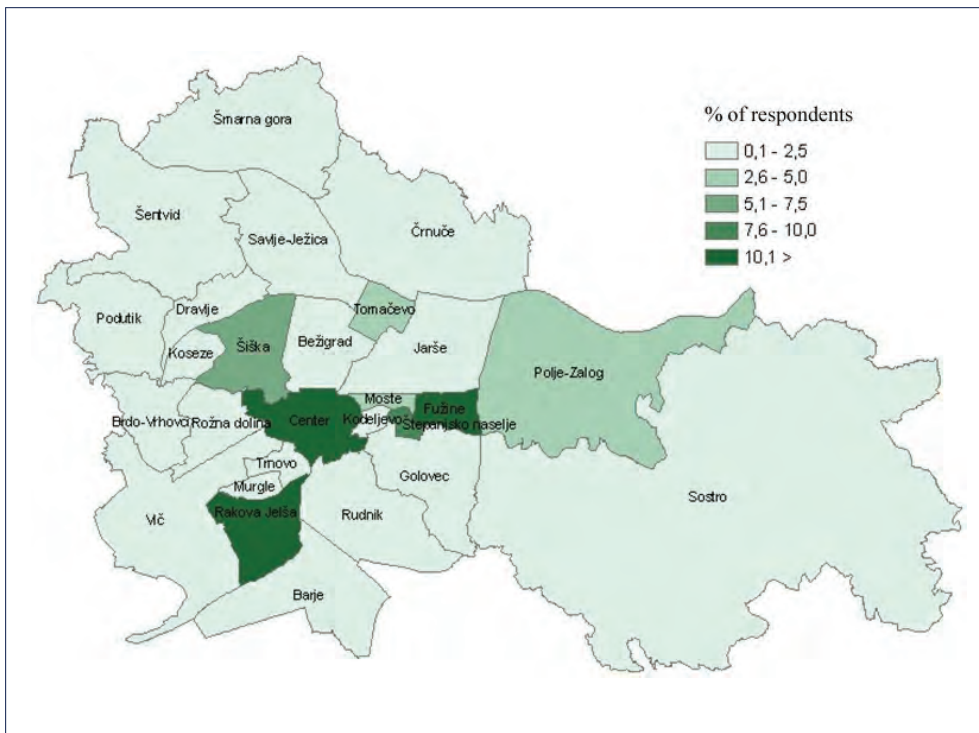 % of respondents
0,1 - 2,5
2,6 - 5,0
5,1 - 7,5
7,6 - 10,0
10,1 >
Šmarna gora
Šentvid
Savlje-Ježica
Črnuče
Podutik
Dravlje
Koseze
Šiška
Bežigrad
Tomačevo
Jarše
Polje-Zalog
Brdo-Vrhovci
Rožna dolina
Center
Moste
Kodeljevo
Fužine
Štepanjsko naselje
Trnovo
Murgle
Golovec
Sostro
Vič
Rakova Jelša
Rudnik
Barje